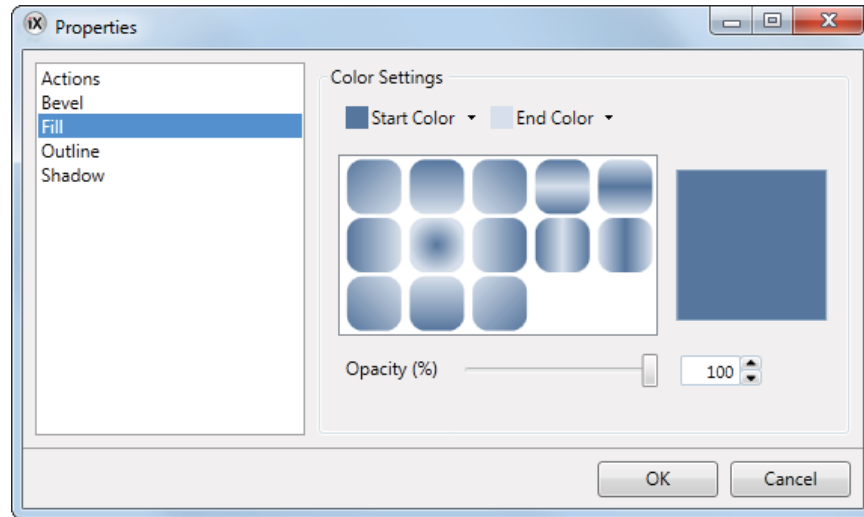 iX Properties
Actions
Bevel
Fill
Outline
Shadow
Color Settings
Start Color End Color
Opacity (%) 100
OK Cancel